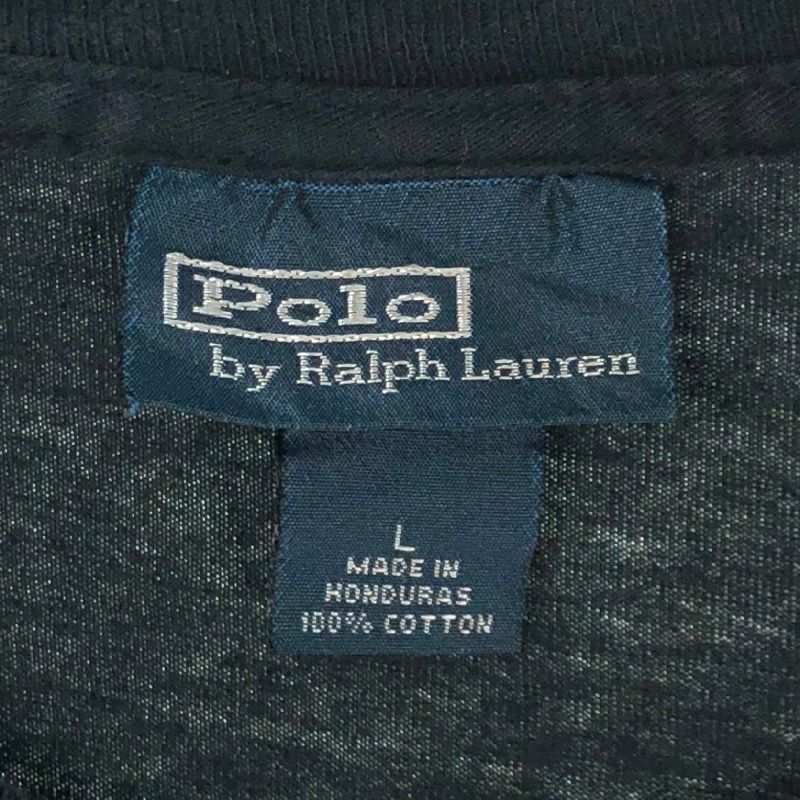 Polo
by Ralph Lauren
L
MADE IN
HONDURAS
100% COTTON